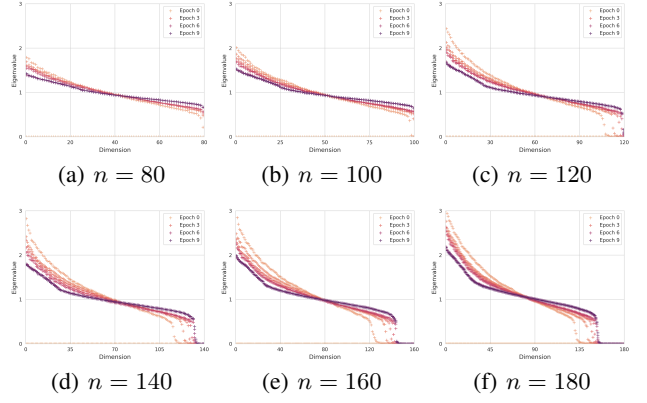 3
2
1
0
Eigenvalue
Epoch 0
Epoch 3
Epoch 6
Epoch 9
0 20 40 60 80
Dimension
(a) n = 80
3
2
1
0
Eigenvalue
Epoch 0
Epoch 3
Epoch 6
Epoch 9
0 25 50 75 100
Dimension
(b) n = 100
3
2
1
0
Eigenvalue
Epoch 0
Epoch 3
Epoch 6
Epoch 9
0 30 60 90 120
Dimension
(c) n = 120
3
2
1
0
Eigenvalue
Epoch 0
Epoch 3
Epoch 6
Epoch 9
0 35 70 105 140
Dimension
(d) n = 140
3
2
1
0
Eigenvalue
Epoch 0
Epoch 3
Epoch 6
Epoch 9
0 40 80 120 160
Dimension
(e) n = 160
3
2
1
0
Eigenvalue
Epoch 0
Epoch 3
Epoch 6
Epoch 9
0 45 90 135 180
Dimension
(f) n = 180